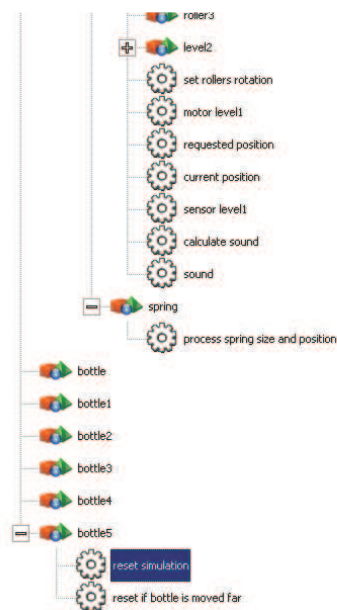 roller3
level2
set rollers rotation
motor level1
requested position
current position
sensor level1
calculate sound
sound
spring
process spring size and position
bottle
bottle1
bottle2
bottle3
bottle4
bottle5
reset simulation
reset if bottle is moved far